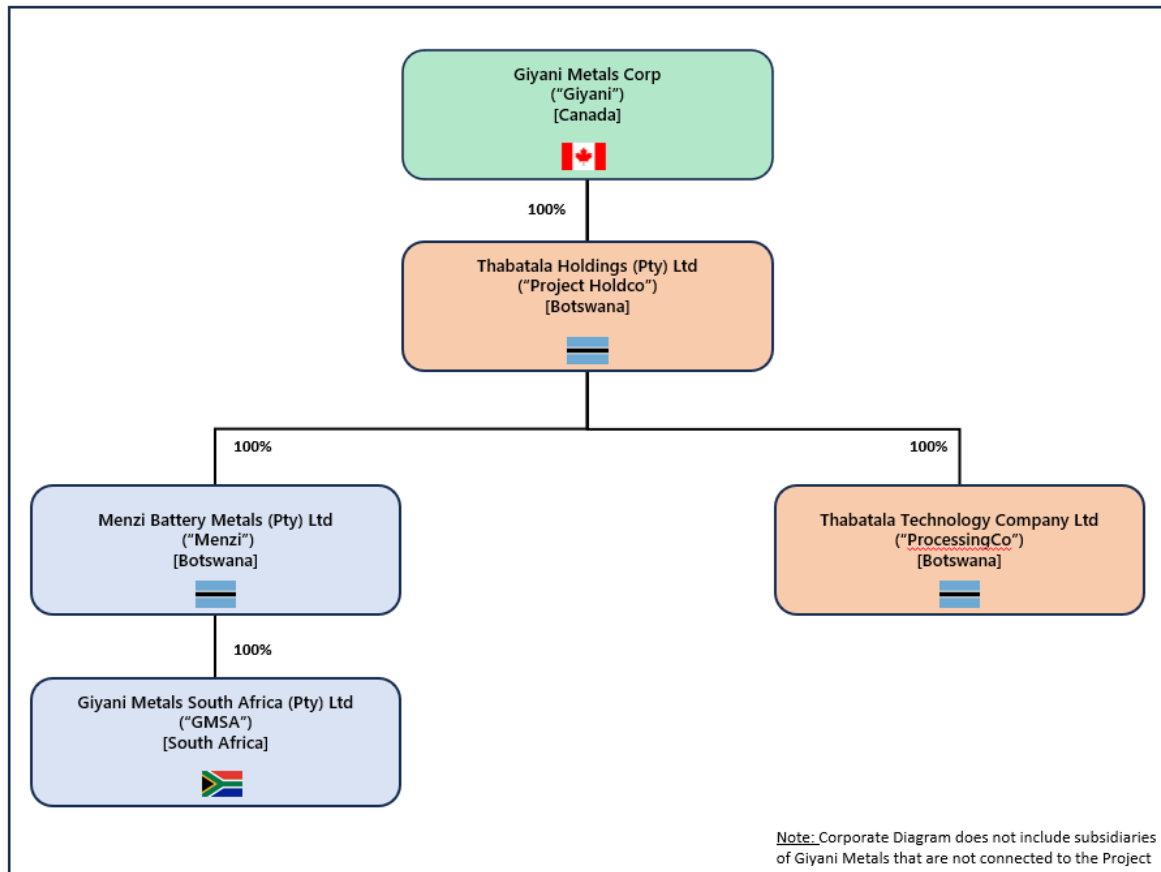 Giyani Metals Corp
(“Giyani”)
[Canada]
100%
Thabatala Holdings (Pty) Ltd
(“Project Holdco”)
[Botswana]
100%
100%
Menzi Battery Metals (Pty) Ltd
(“Menzi”)
[Botswana]
Thabatala Technology Company Ltd
(“ProcessingCo”)
[Botswana]
100%
Giyani Metals South Africa (Pty) Ltd
(“GMSA”)
[South Africa]
Note: Corporate Diagram does not include subsidiaries
of Giyani Metals that are not connected to the Project